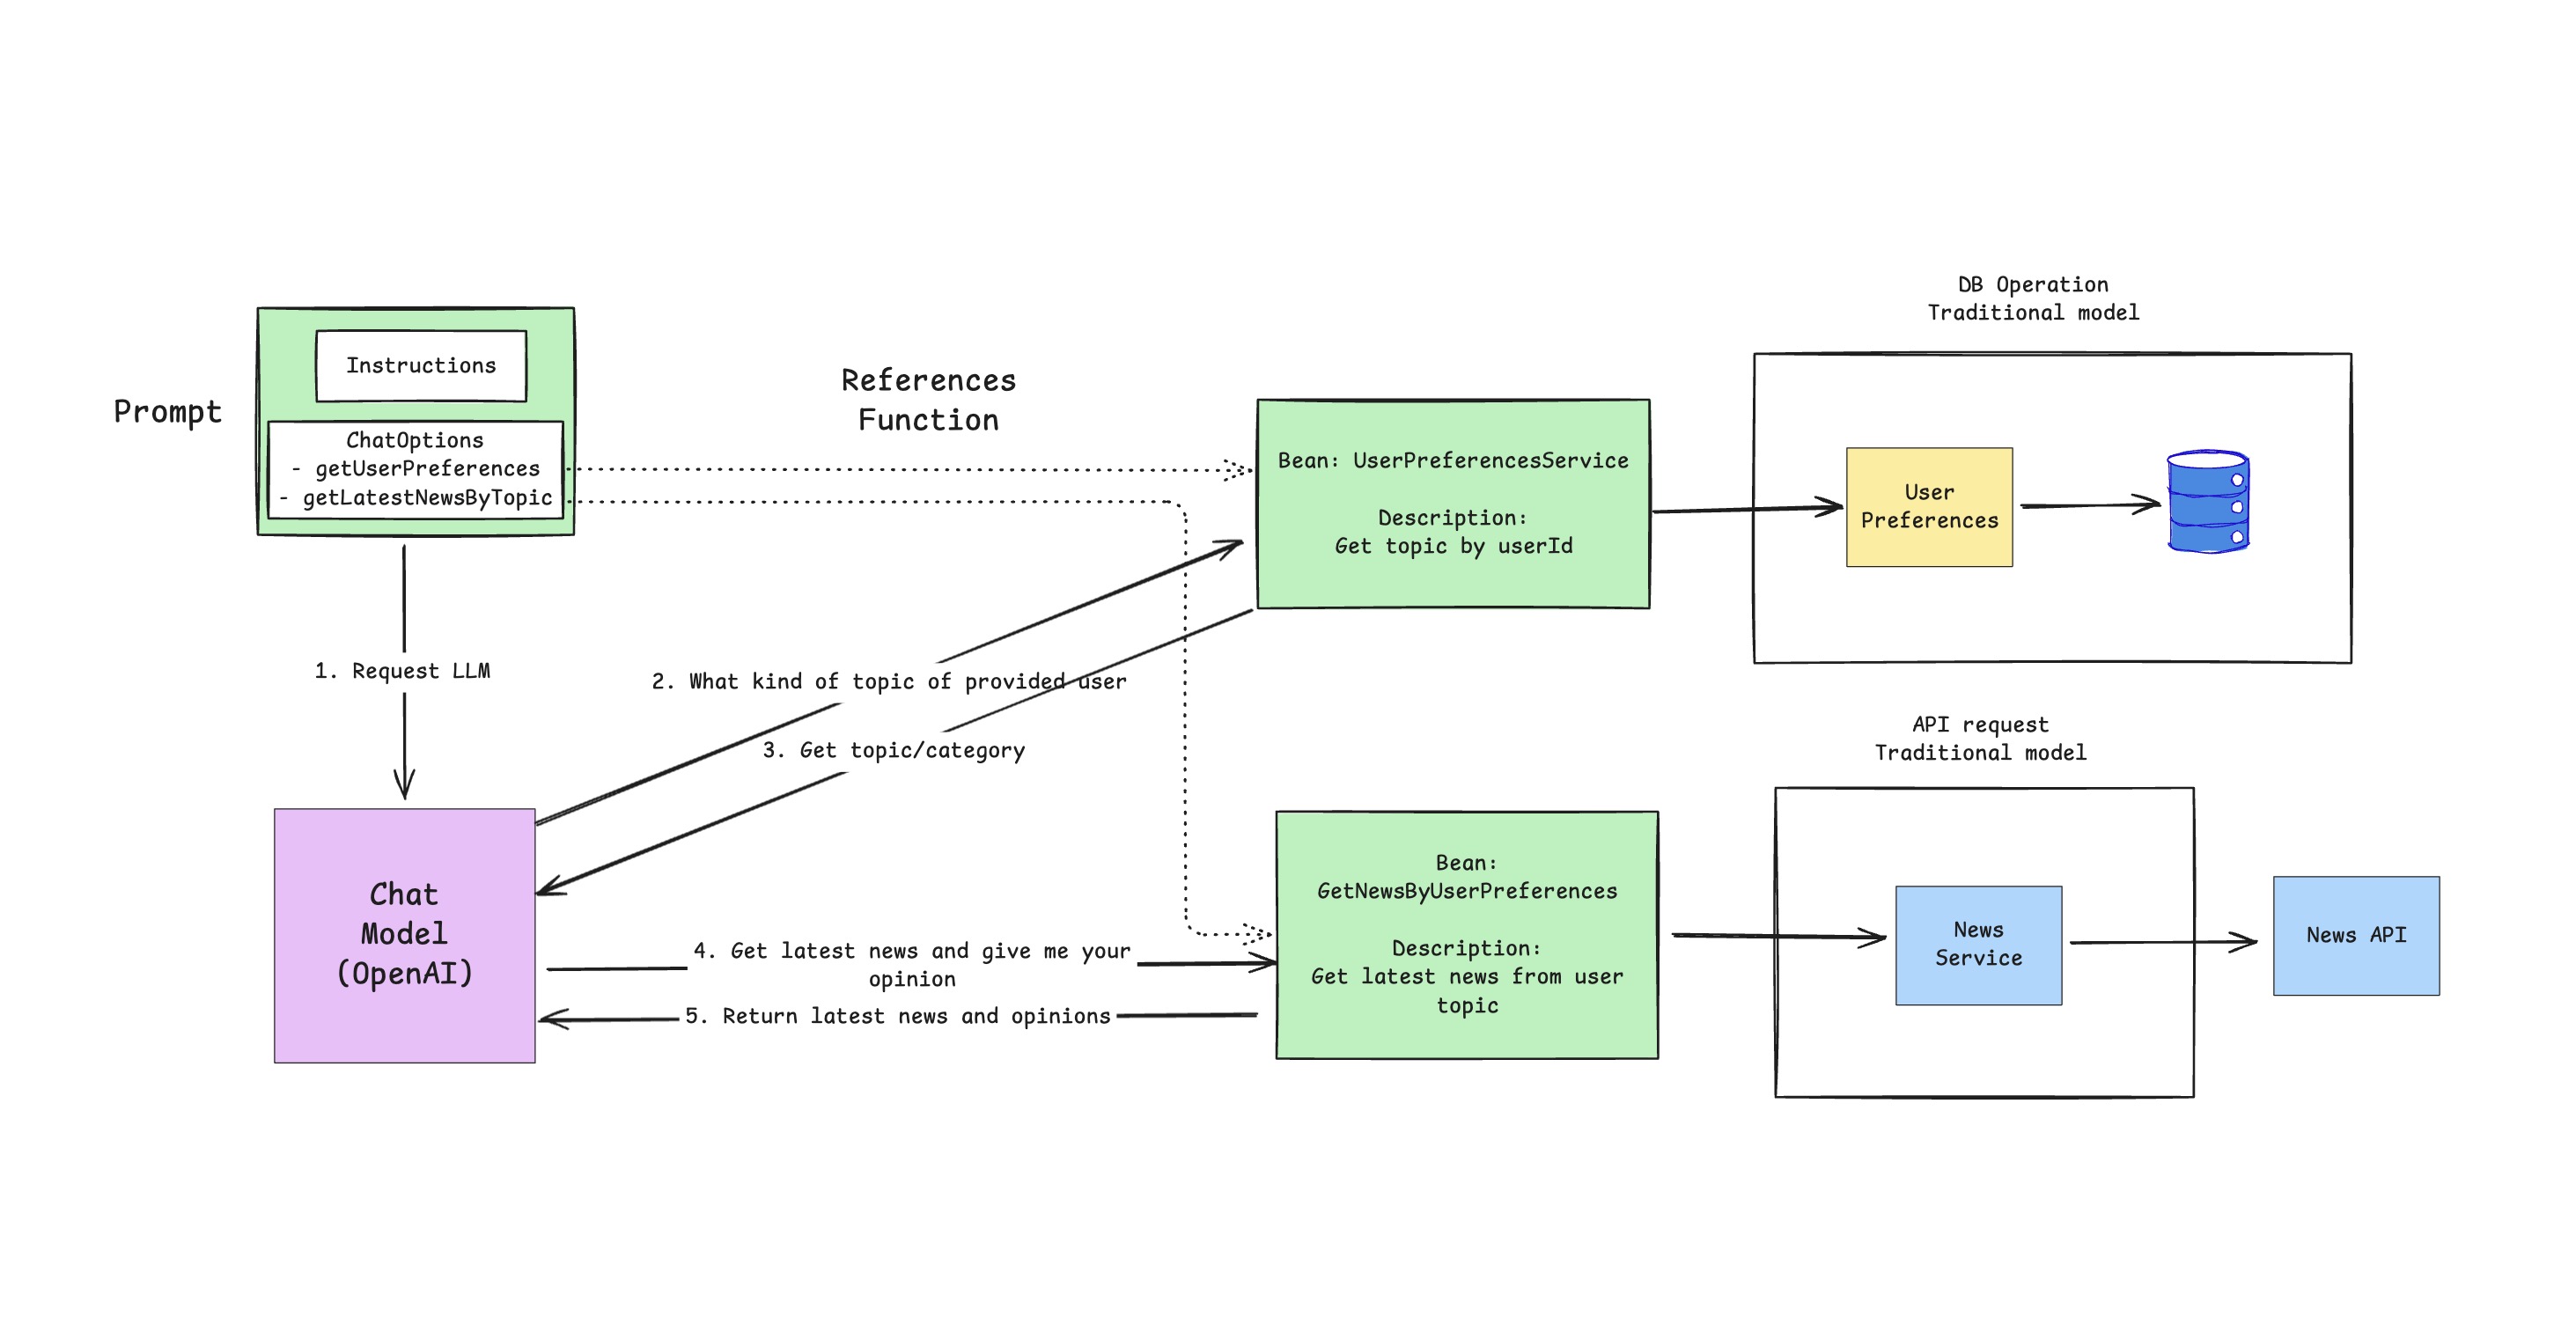 Prompt
Instructions
ChatOptions
- getUserPreferences
- getLatestNewsByTopic
References
Function
Bean: UserPreferencesService
Description:
Get topic by userId
DB Operation
Traditional model
User
Preferences
1. Request LLM
2. What kind of topic of provided user
3. Get topic/category
Chat
Model
(OpenAI)
4. Get latest news and give me your
opinion
5. Return latest news and opinions
Bean:
GetNewsByUserPreferences
Description:
Get latest news from user
topic
API request
Traditional model
News
Service
News API